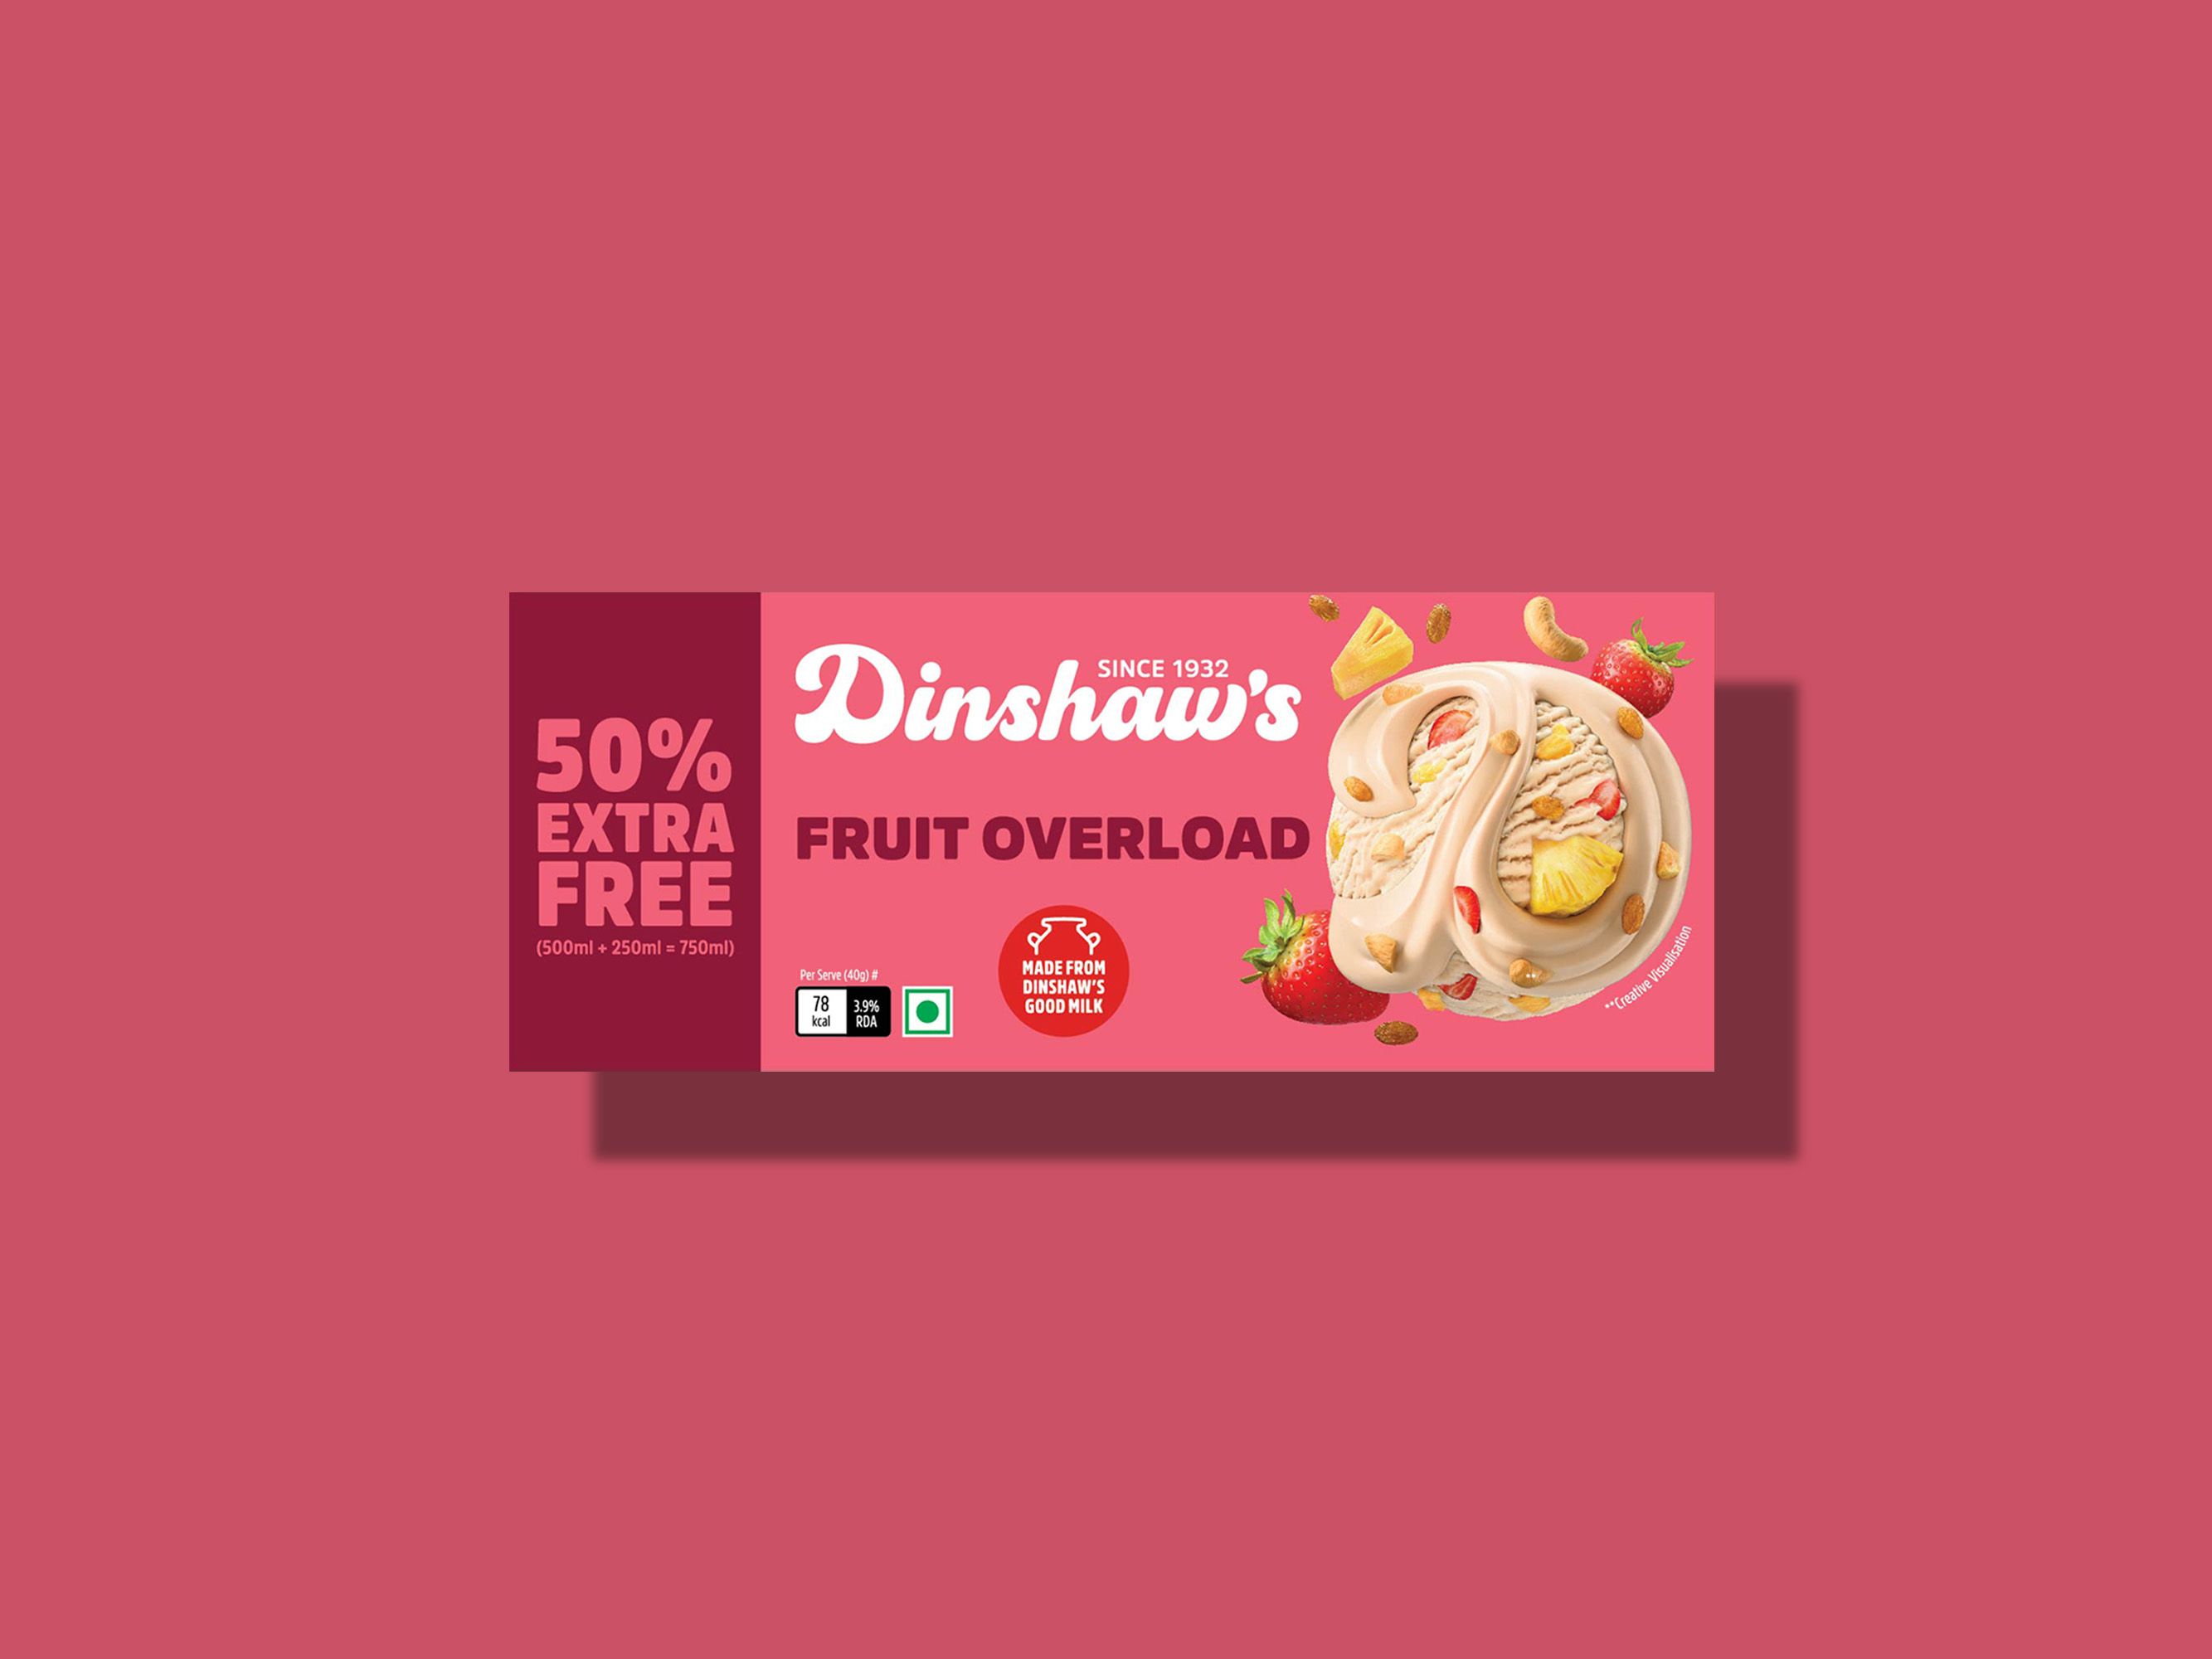 50%
EXTRA
FREE
(500ml + 250ml = 750ml)
SINCE 1932
Dinshaw's
FRUIT OVERLOAD
Per Serve (40g) #
78
kcal
3.9%
RDA
MADE FROM
DINSHAW'S
GOOD MILK
**Creative Visualisation